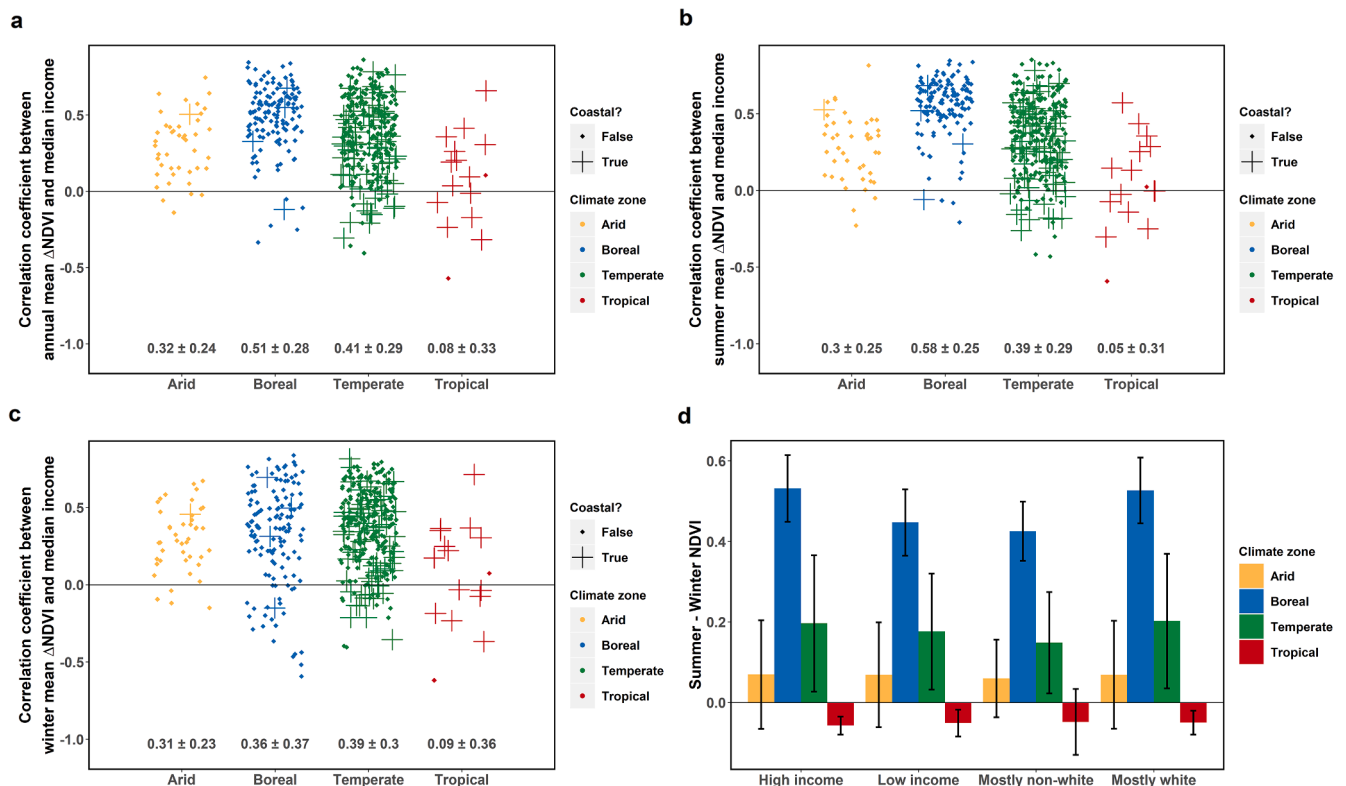 a
Correlation coefficient between
annual mean ΔNDVI and median income
0.5
0.0
-0.5
-1.0
0.32 ± 0.24
0.51 ± 0.28
0.41 ± 0.29
0.08 ± 0.33
Arid
Boreal
Temperate
Tropical
Coastal?
False
True
Climate zone
Arid
Boreal
Temperate
Tropical
b
Correlation coefficient between
summer mean ΔNDVI and median income
0.5
0.0
-0.5
-1.0
0.3 ± 0.25
0.58 ± 0.25
0.39 ± 0.29
0.05 ± 0.31
Arid
Boreal
Temperate
Tropical
Coastal?
False
True
Climate zone
Arid
Boreal
Temperate
Tropical
c
Correlation coefficient between
winter mean ΔNDVI and median income
0.5
0.0
-0.5
-1.0
0.31 ± 0.23
0.36 ± 0.37
0.39 ± 0.3
0.09 ± 0.36
Arid
Boreal
Temperate
Tropical
Coastal?
False
True
Climate zone
Arid
Boreal
Temperate
Tropical
d
Summer - Winter NDVI
0.6
0.4
0.2
0.0
High income
Low income
Mostly non-white
Mostly white
Climate zone
Arid
Boreal
Temperate
Tropical